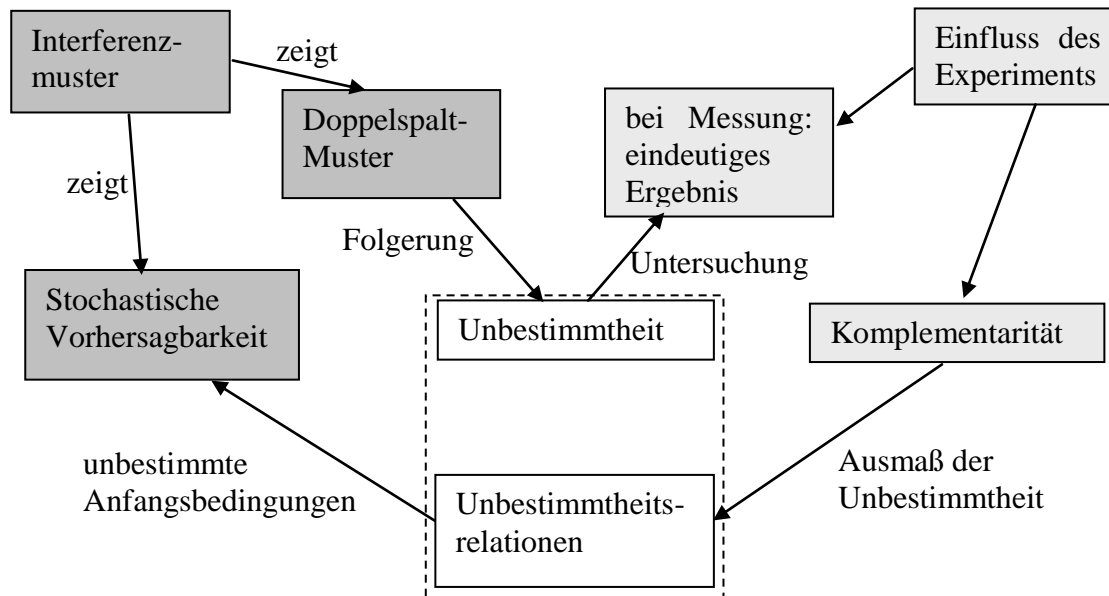 Interferenz-
muster
zeigt
Einfluss des
Experiments
Doppelspalt-
Muster
bei Messung:
eindeutiges
Ergebnis
zeigt
Folgerung
Untersuchung
Stochastische
Vorhersagbarkeit
Unbestimmtheit
Komplementarität
unbestimmte
Anfangsbedingungen
Ausmaß der
Unbestimmtheit
Unbestimmtheits-
relationen